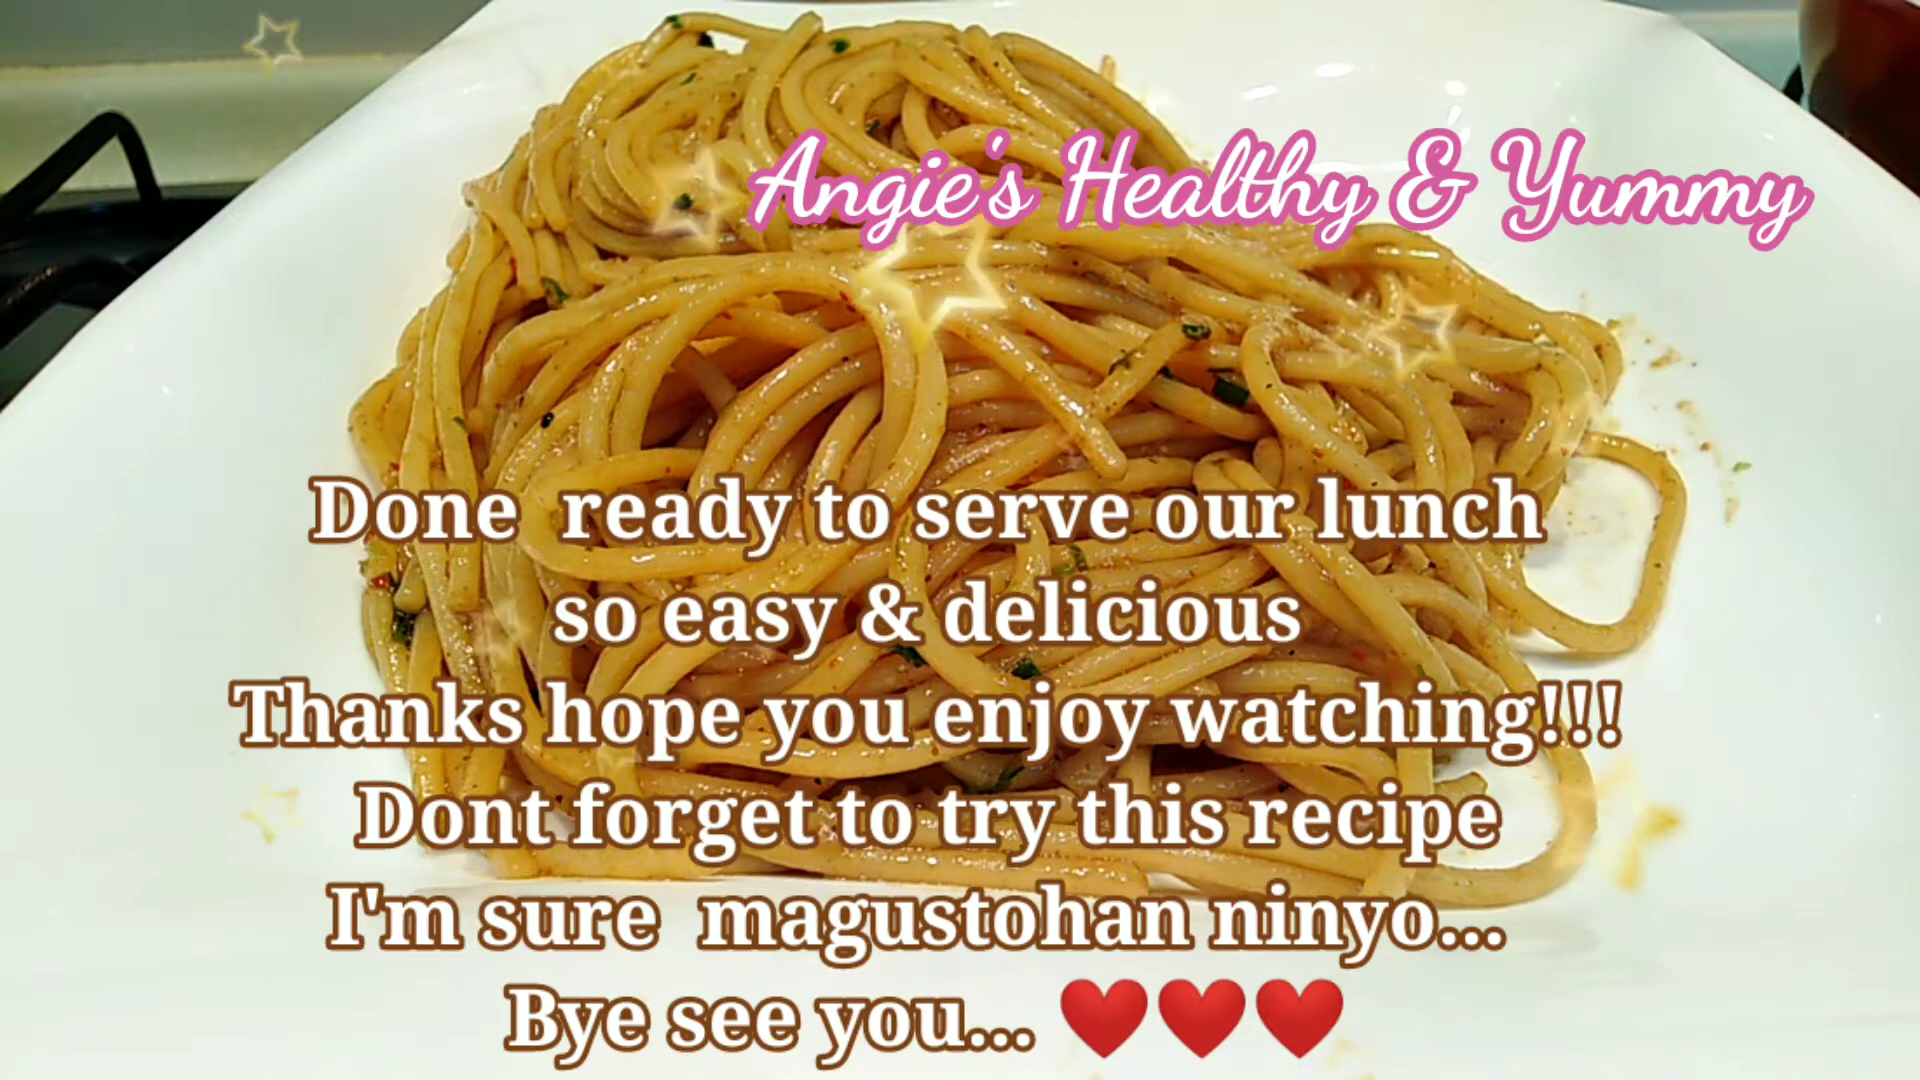 Angie's Healthy & Yummy
Done ready to serve our lunch
so easy & delicious
Thanks hope you enjoy watching!!!
Dont forget to try this recipe
I'm sure magustohan ninyo...
Bye see you... ❤❤❤